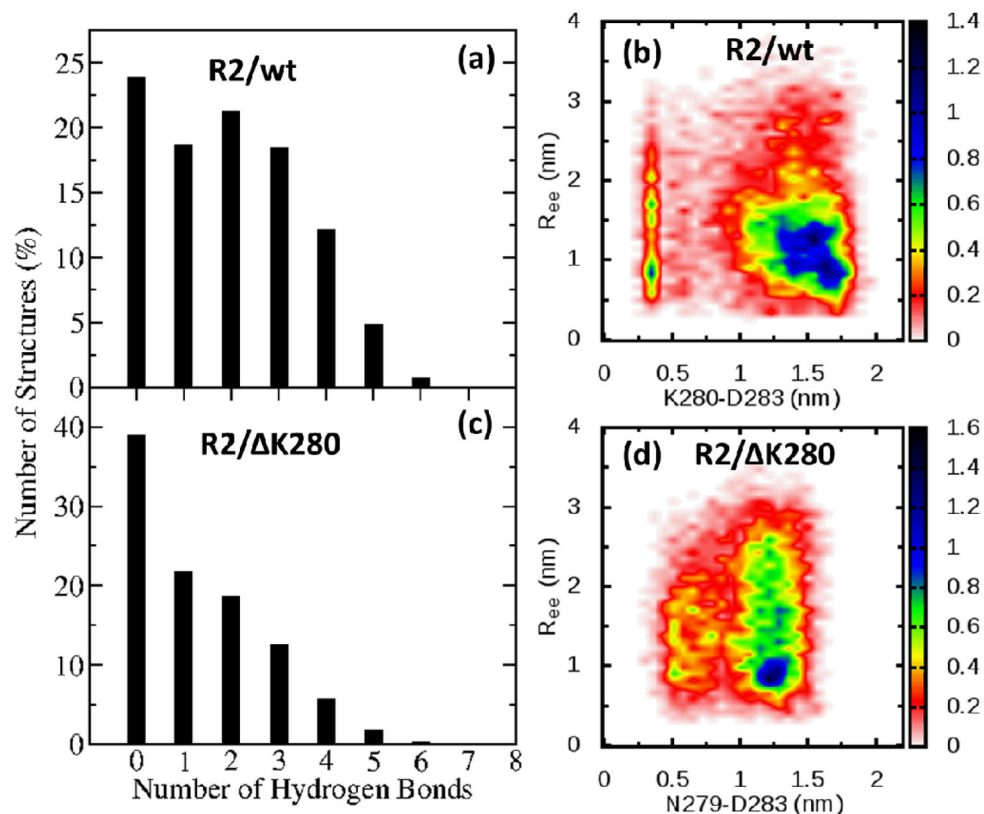 (a)
R2/wt
Number of Structures (%)
25
20
15
10
5
0
(c)
R2/ΔK280
40
30
20
10
0
0 1 2 3 4 5 6 7 8
Number of Hydrogen Bonds
(b) R2/wt
Ree (nm)
4
3
2
1
0
0 0.5 1 1.5 2
K280-D283 (nm)
1.4
1.2
1
0.8
0.6
0.4
0.2
0
(d) R2/ΔK280
Ree (nm)
4
3
2
1
0
0.5 1 1.5 2
N279-D283 (nm)
1.6
1.4
1.2
1
0.8
0.6
0.4
0.2
0